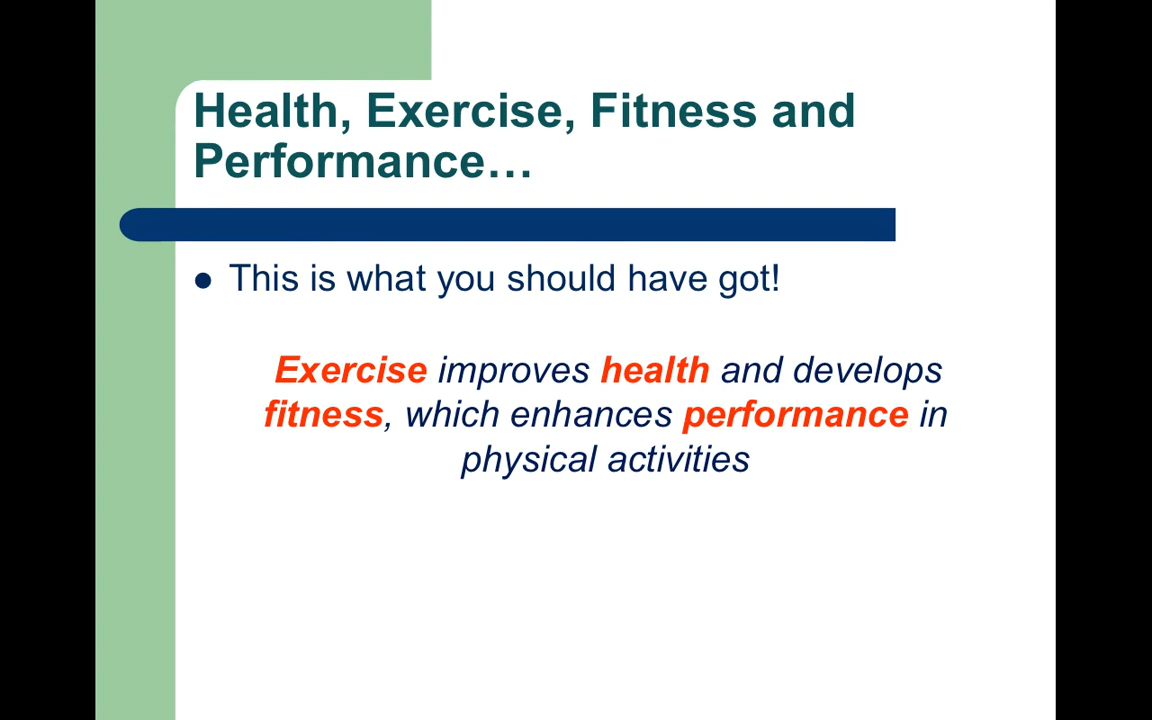 Health, Exercise, Fitness and
Performance…
This is what you should have got!
Exercise improves health and develops
fitness, which enhances performance in
physical activities